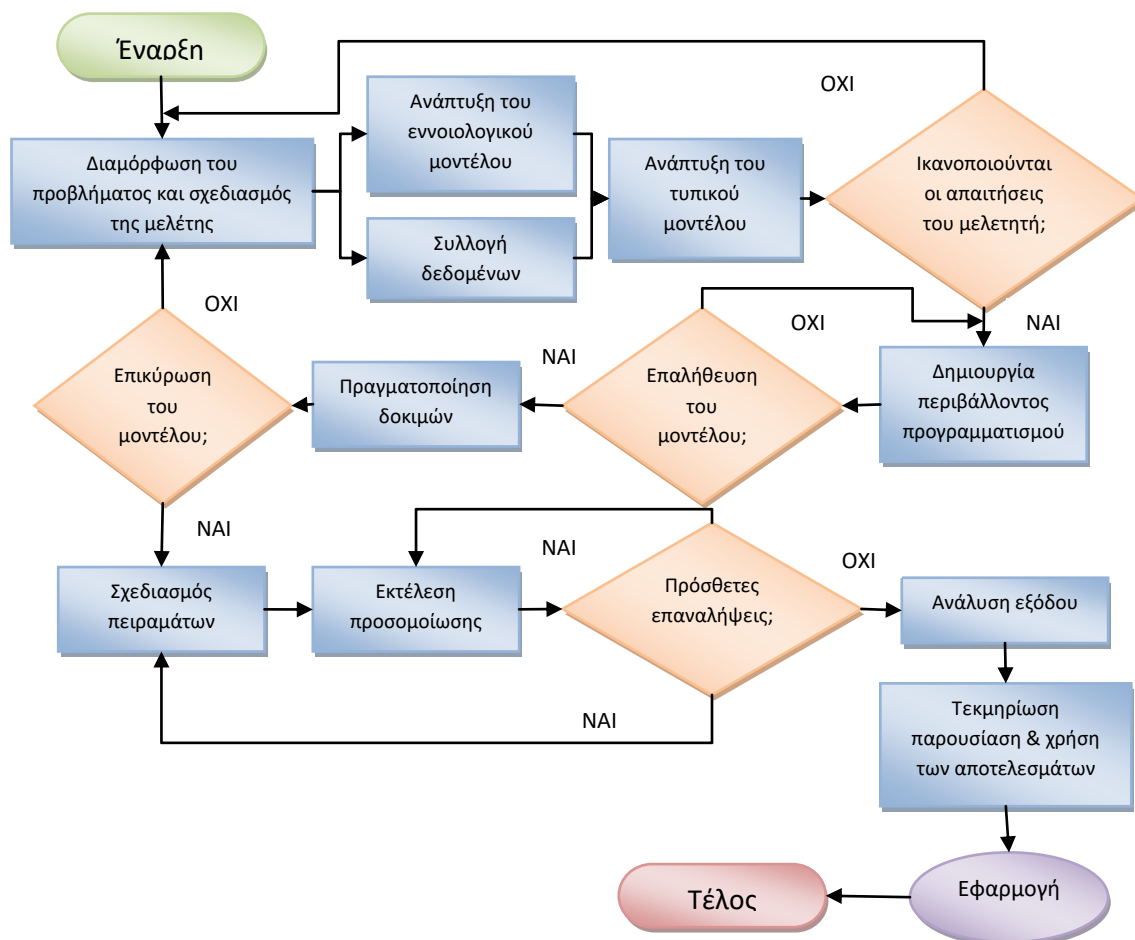 Έναρξη
ΟΧΙ
Ανάπτυξη του
εννοιολογικού
μοντέλου
Διαμόρφωση του
προβλήματος και σχεδιασμός
της μελέτης
Ανάπτυξη του
τυπικού
μοντέλου
Ικανοποιούνται
οι απαιτήσεις
του μελετητή;
Συλλογή
δεδομένων
ΟΧΙ
ΟΧΙ
ΝΑΙ
ΝΑΙ
Επικύρωση
του
μοντέλου;
Πραγματοποίηση
δοκιμών
Επαλήθευση
του
μοντέλου;
Δημιουργία
περιβάλλοντος
προγραμματισμού
ΝΑΙ
ΝΑΙ
ΟΧΙ
Σχεδιασμός
πειραμάτων
Εκτέλεση
προσομοίωσης
Πρόσθετες
επαναλήψεις;
Ανάλυση εξόδου
ΝΑΙ
Τεκμηρίωση
παρουσίαση & χρήση
των αποτελεσμάτων
Τέλος
Εφαρμογή